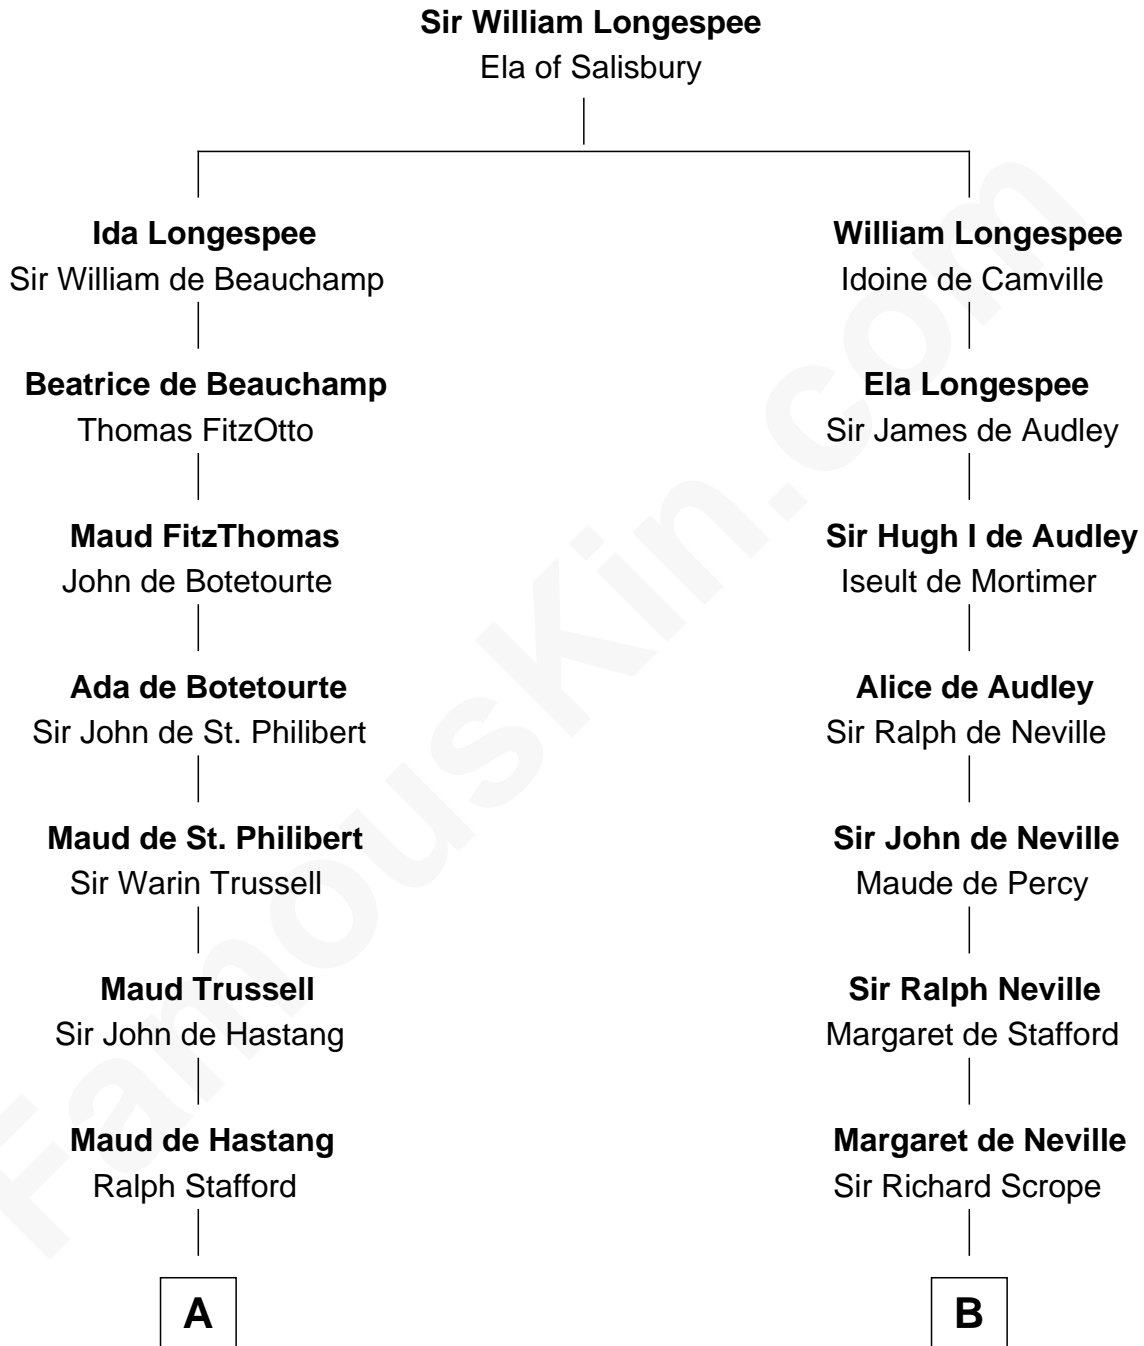 Sir William Longespee
Ela of Salisbury
Ida Longespee
Sir William de Beauchamp
William Longespee
Idoine de Camville
Beatrice de Beauchamp
Thomas FitzOtto
Ela Longespee
Sir James de Audley
Maud FitzThomas
John de Botetourte
Sir Hugh I de Audley
Iseult de Mortimer
Ada de Botetourte
Sir John de St. Philibert
Alice de Audley
Sir Ralph de Neville
Maud de St. Philibert
Sir Warin Trussell
Sir John de Neville
Maude de Percy
Maud Trussell
Sir John de Hastang
Sir Ralph Neville
Margaret de Stafford
Maud de Hastang
Ralph Stafford
Margaret de Neville
Sir Richard Scrope
A
B
FamousKin.com